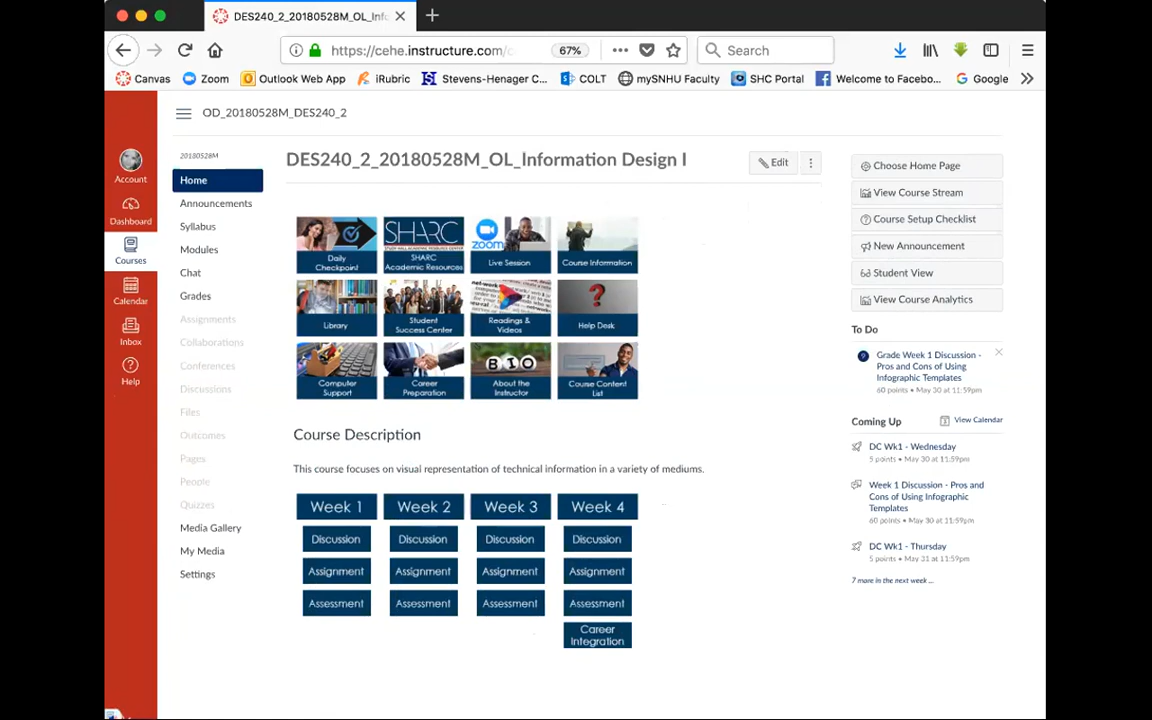 DES240_2_20180528M_OL_Inf
https://cehe.instructure.com/
67%
Search
Canvas
Zoom
Outlook Web App
iRubric
Stevens-Henager C...
COLT
mySNHU Faculty
SHC Portal
Welcome to Facebo...
Google
OD_20180528M_DES240_2
Account
Dashboard
Courses
Calendar
Inbox
Help
20180528M
Home
Announcements
Syllabus
Modules
Chat
Grades
Assignments
Collaborations
Conferences
Discussions
Files
Outcomes
Pages
People
Quizzes
Media Gallery
My Media
Settings
DES240_2_20180528M_OL_Information Design I
Edit
Daily
Checkpoint
SHARC
STUDY HALL ACADEMIC RESOURCE CENTER
SHARC
Academic Resources
zoom
Live Session
Course Information
Library
Student
Success Center
network
Readings &
Videos
Help Desk
Computer
Support
Career
Preparation
BIO
About the
Instructor
Course Content
List
Course Description
This course focuses on visual representation of technical information in a variety of mediums.
Week 1
Week 2
Week 3
Week 4
Discussion
Discussion
Discussion
Discussion
Assignment
Assignment
Assignment
Assignment
Assessment
Assessment
Assessment
Assessment
Career
Integration
Choose Home Page
View Course Stream
Course Setup Checklist
New Announcement
Student View
View Course Analytics
To Do
Grade Week 1 Discussion -
Pros and Cons of Using
Infographic Templates
60 points • May 30 at 11:59pm
Coming Up
View Calendar
DC Wk1 - Wednesday
5 points • May 30 at 11:59pm
Week 1 Discussion - Pros and
Cons of Using Infographic
Templates
60 points • May 30 at 11:59pm
DC Wk1 - Thursday
5 points • May 31 at 11:59pm
7 more in the next week ...